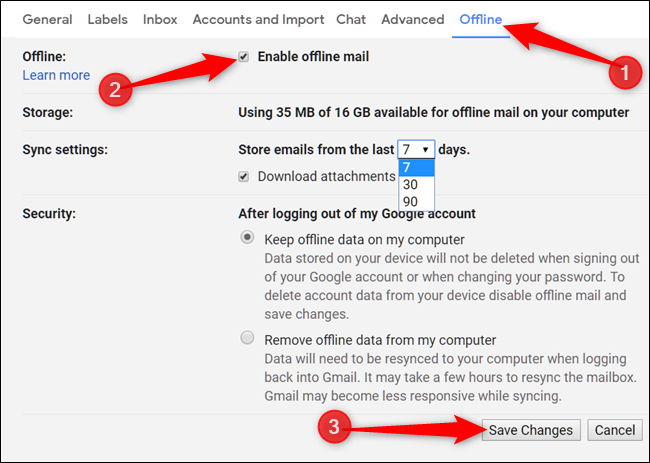 General Labels Inbox Accounts and Import Chat Advanced Offline
1
Offline: Enable offline mail
Learn more
2
Storage: Using 35 MB of 16 GB available for offline mail on your computer
Sync settings: Store emails from the last 7 days.
7
Download attachments
30
90
Security: After logging out of my Google account
Keep offline data on my computer
Data stored on your device will not be deleted when signing out
of your Google account or when changing your password. To
delete account data from your device disable offline mail and
save changes.
Remove offline data from my computer
Data will need to be resynced to your computer when logging
back into Gmail. It may take a few hours to resync the mailbox.
Gmail may become less responsive while syncing.
3 Save Changes Cancel